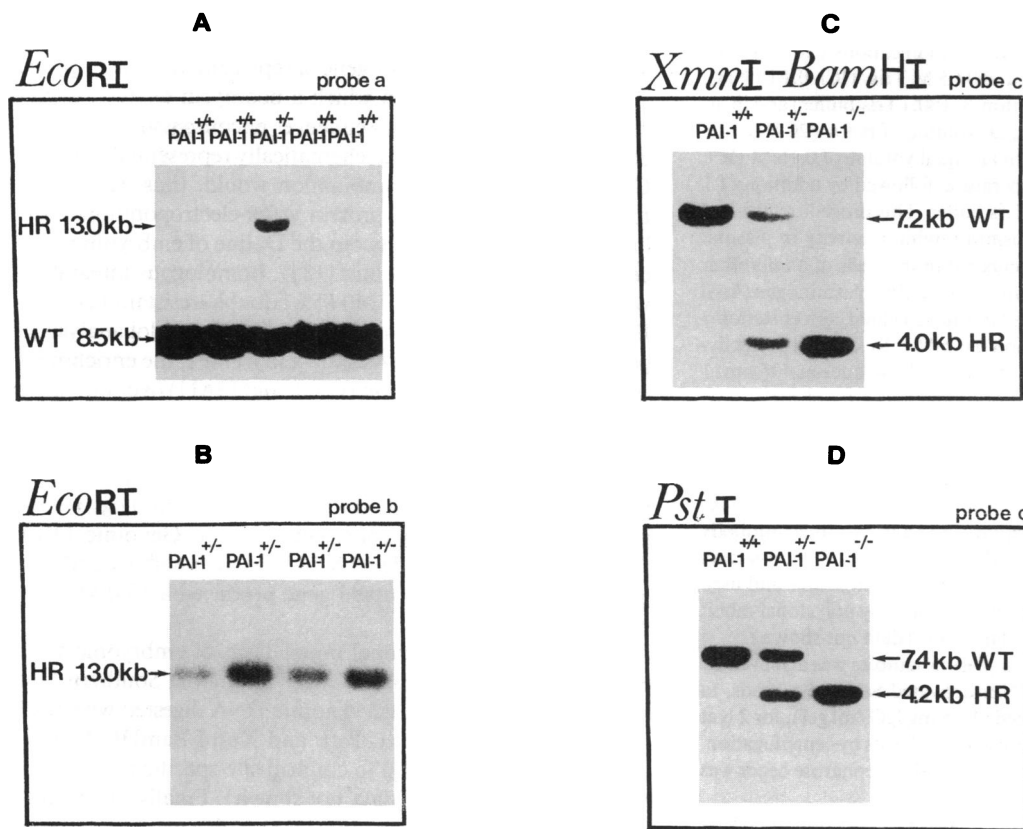 A
EcoRI probe a
PAI-1+/+ PAI-1+/+ PAI-1+/- PAI-1+/+ PAI-1+/+
HR 13.0kb
WT 8.5kb
B
EcoRI probe b
PAI-1+/- PAI-1+/- PAI-1+/- PAI-1+/-
HR 13.0kb
C
XmnI-BamHI probe c
PAI-1+/+ PAI-1+/- PAI-1-/-
7.2kb WT
4.0kb HR
D
Pst I probe
PAI-1+/+ PAI-1+/- PAI-1-/-
7.4kb WT
4.2kb HR